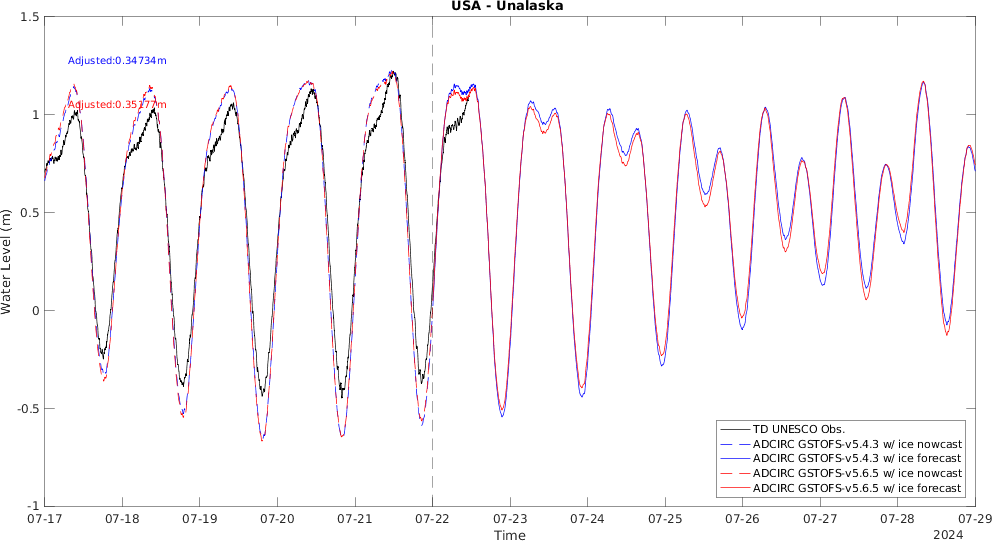 USA - Unalaska
1.5
1
0.5
0
-0.5
-1
Water Level (m)
Adjusted:0.34734m
Adjusted:0.35177m
TD UNESCO Obs.
ADCIRC GSTOFS-v5.4.3 w/ ice nowcast
ADCIRC GSTOFS-v5.4.3 w/ ice forecast
ADCIRC GSTOFS-v5.6.5 w/ ice nowcast
ADCIRC GSTOFS-v5.6.5 w/ ice forecast
07-17 07-18 07-19 07-20 07-21 07-22 07-23 07-24 07-25 07-26 07-27 07-28 07-29
Time
2024